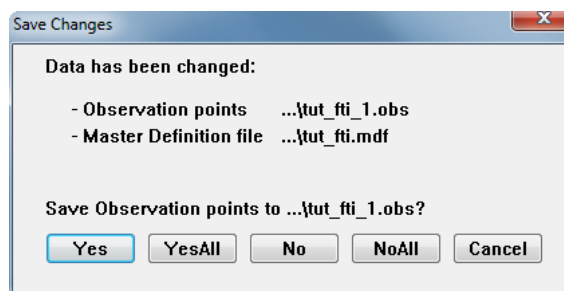 Save Changes
Data has been changed:
- Observation points ...\tut_fti_1.obs
- Master Definition file ...\tut_fti.mdf
Save Observation points to ...\tut_fti_1.obs?
Yes YesAll No NoAll Cancel